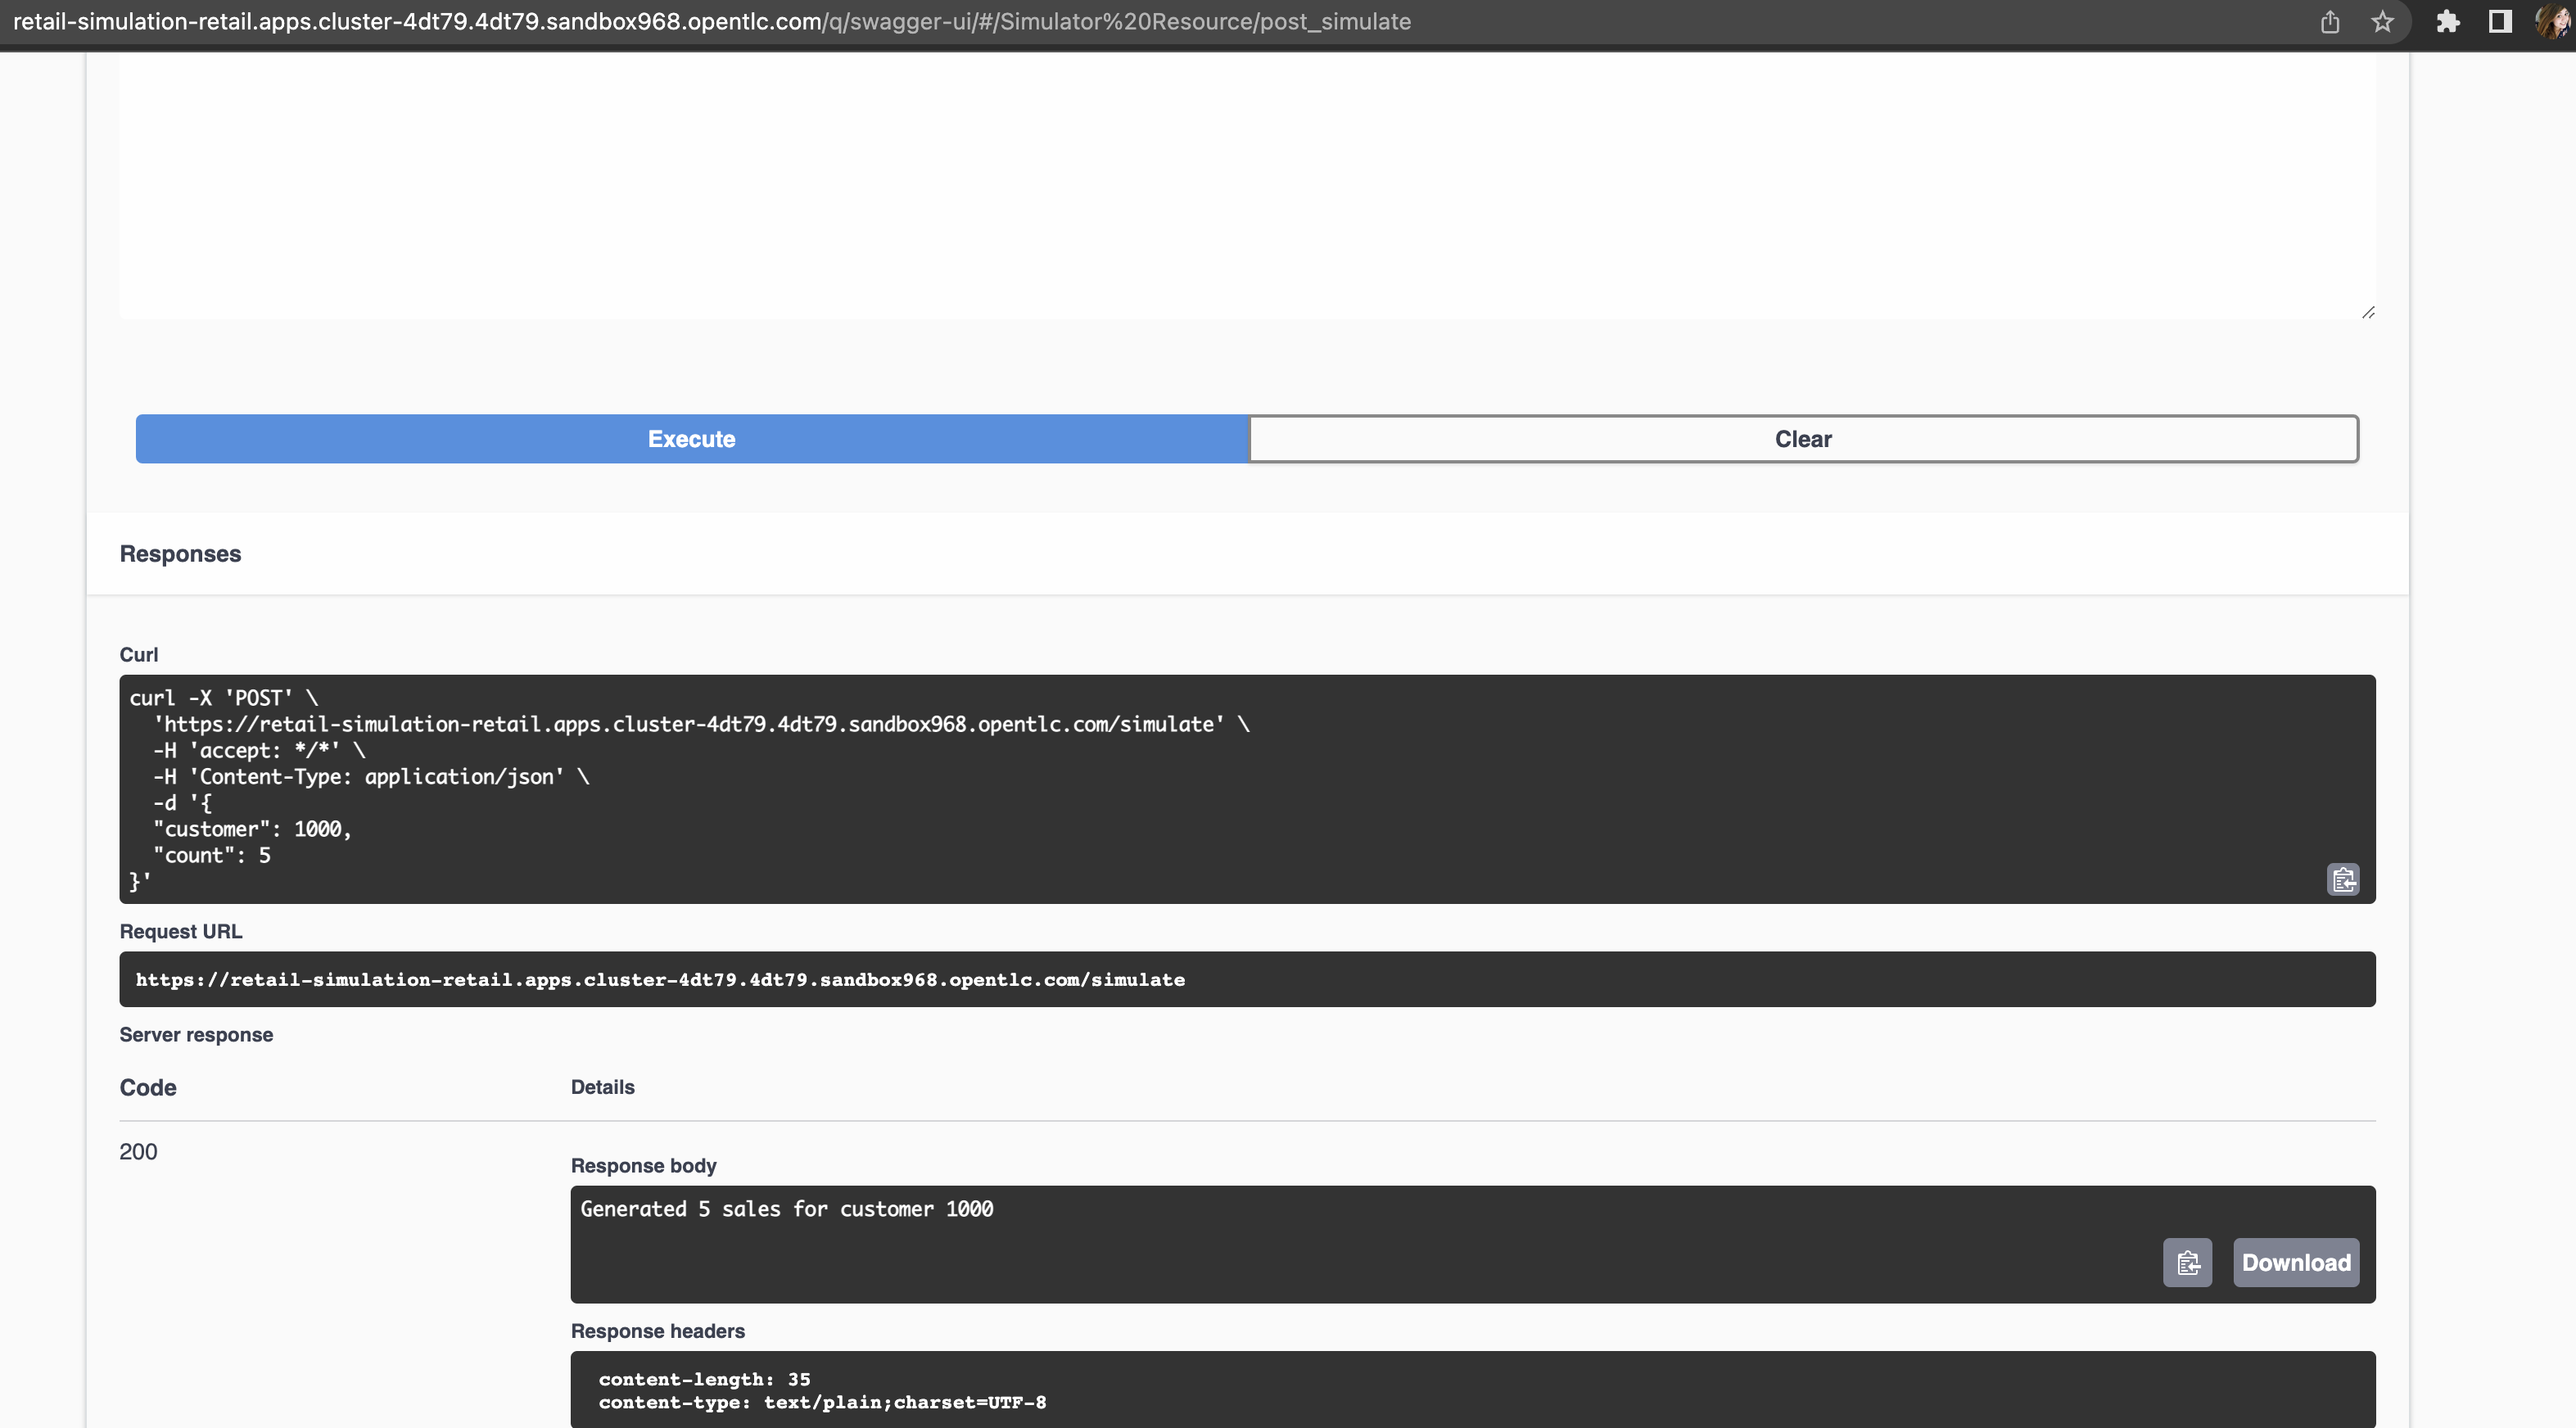 retail-simulation-retail.apps.cluster-4dt79.4dt79.sandbox968.opentlc.com/q/swagger-ui/#/Simulator%20Resource/post_simulate
Execute
Clear
Responses
Curl
curl -X 'POST' \
'https://retail-simulation-retail.apps.cluster-4dt79.4dt79.sandbox968.opentlc.com/simulate' \
-H 'accept: */*' \
-H 'Content-Type: application/json' \
-d '{
"customer": 1000,
"count": 5
}'
Request URL
https://retail-simulation-retail.apps.cluster-4dt79.4dt79.sandbox968.opentlc.com/simulate
Server response
Code Details
200
Response body
Generated 5 sales for customer 1000
Download
Response headers
content-length: 35
content-type: text/plain;charset=UTF-8